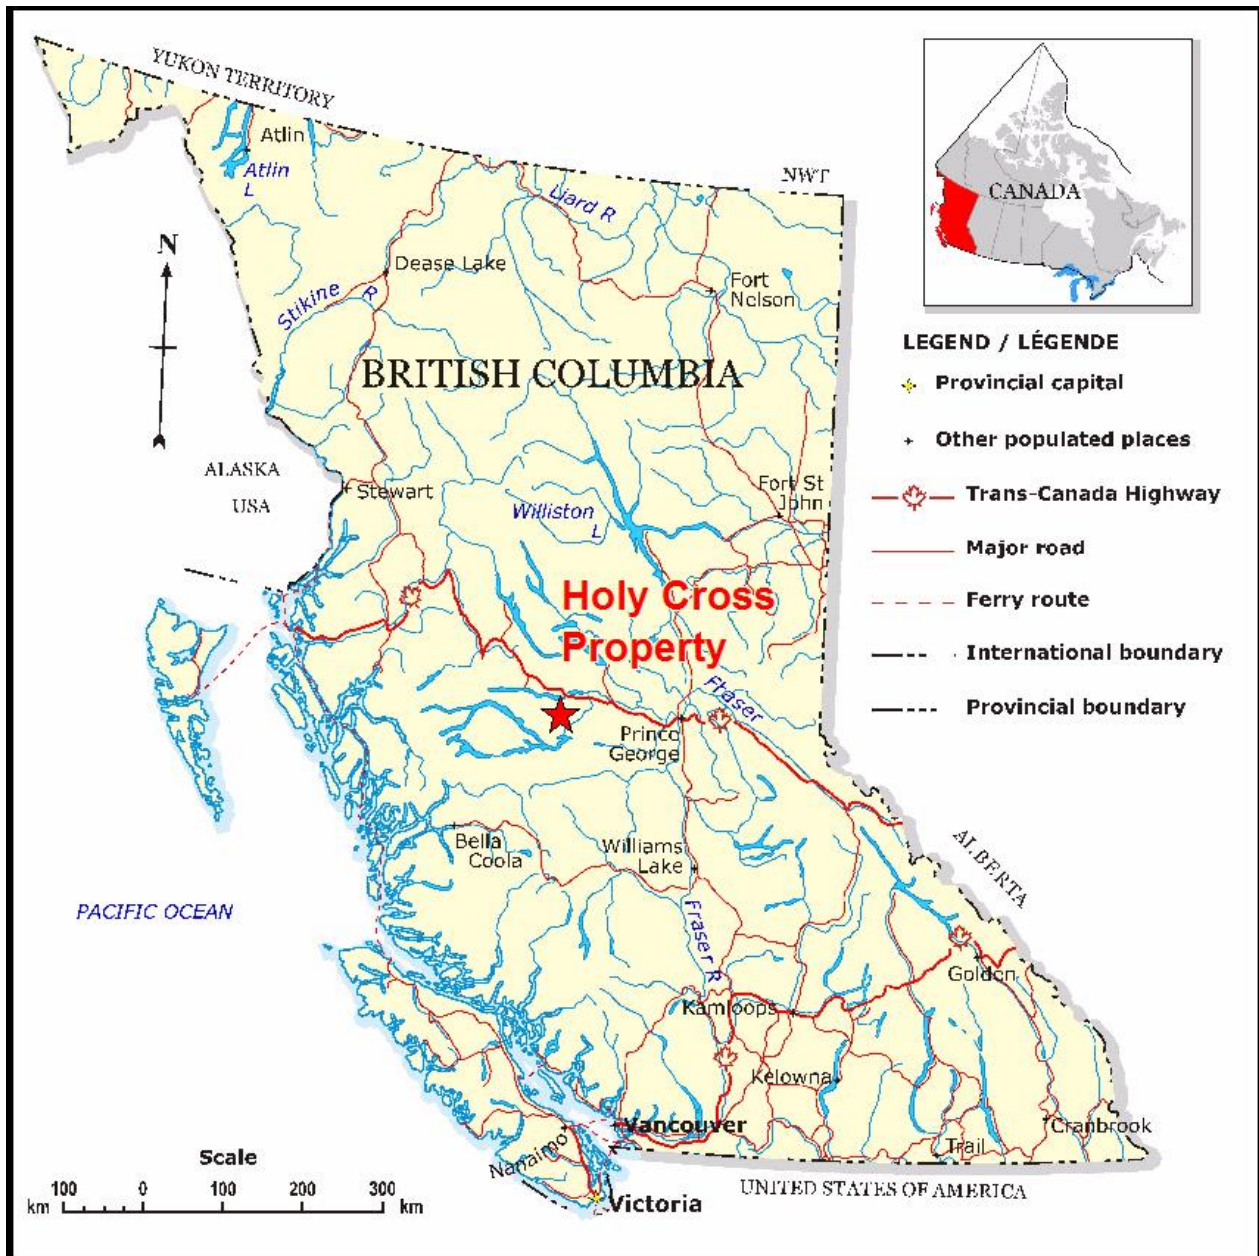 YUKON TERRITORY
Atlin
Atlin
L
NWT
Liard R
CANADA
N
Dease Lake
Stikine
R
Fort
Nelson
LEGEND / LÉGENDE
Provincial capital
Other populated places
Trans-Canada Highway
Major road
Ferry route
International boundary
Provincial boundary
BRITISH COLUMBIA
ALASKA
USA
Stewart
Fort St
John
Williston
L
Holy Cross
Property
Fraser
Prince
George
Bella
Coola
Williams
Lake
ALBERTA
PACIFIC OCEAN
Fraser R
Golden
Kamloops
Kelowna
Vancouver
Cranbrook
Trail
Nanaimo
Victoria
UNITED STATES OF AMERICA
Scale
100 0 100 200 300
km km